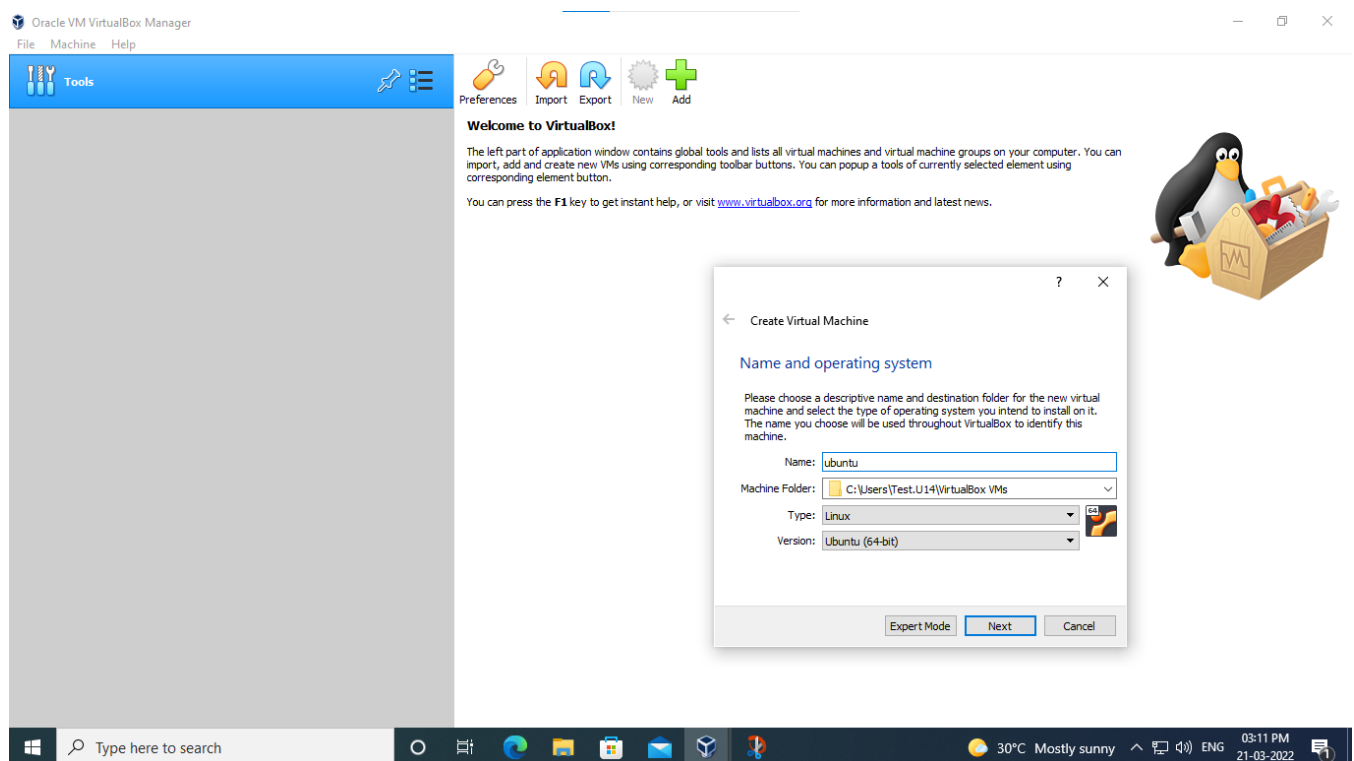 Oracle VM VirtualBox Manager
File Machine Help
Tools
Preferences Import Export New Add
Welcome to VirtualBox!
The left part of application window contains global tools and lists all virtual machines and virtual machine groups on your computer. You can
import, add and create new VMs using corresponding toolbar buttons. You can popup a tools of currently selected element using
corresponding element button.
You can press the F1 key to get instant help, or visit www.virtualbox.org for more information and latest news.
? 
Create Virtual Machine
Name and operating system
Please choose a descriptive name and destination folder for the new virtual
machine and select the type of operating system you intend to install on it.
The name you choose will be used throughout VirtualBox to identify this
machine.
Name: ubuntu
Machine Folder: C:\Users\Test.U14\VirtualBox VMs
Type: Linux
64
Version: Ubuntu (64-bit)
Expert Mode Next Cancel
Type here to search
30°C Mostly sunny
ENG
03:11 PM
21-03-2022
1